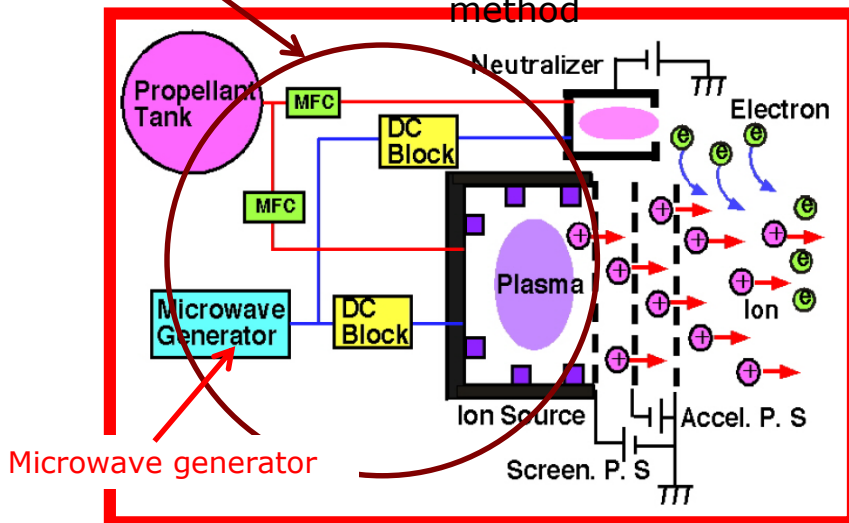 method
Neutralizer
Propellant
Tank
MFC
Electron
DC
Block
e
e
e
MFC
e
+
+
+
+
e
Plasma
+
+
Microwave
Generator
DC
Block
+
e
Ion
+
+
+
Ion Source
Accel. P. S
Microwave generator
Screen. P. S